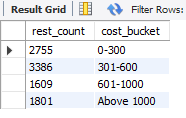 Result Grid Filter Rows:
rest_count cost_bucket
2755 0-300
3386 301-600
1609 601-1000
1801 Above 1000